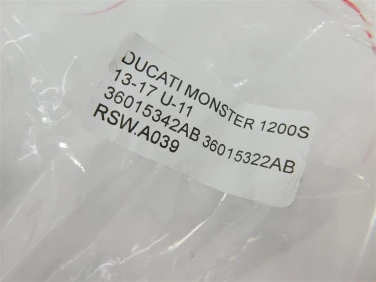 DUCATI MONSTER 1200S
13-17 U-11
36015342AB 36015322AB
RSW.A039